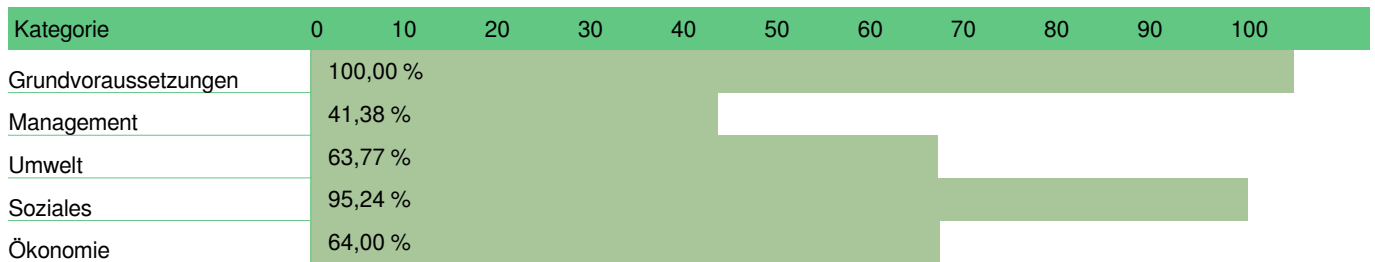 Kategorie 0 10 20 30 40 50 60 70 80 90 100
Grundvoraussetzungen 100,00 %
Management 41,38 %
Umwelt 63,77 %
Soziales 95,24 %
Ökonomie 64,00 %